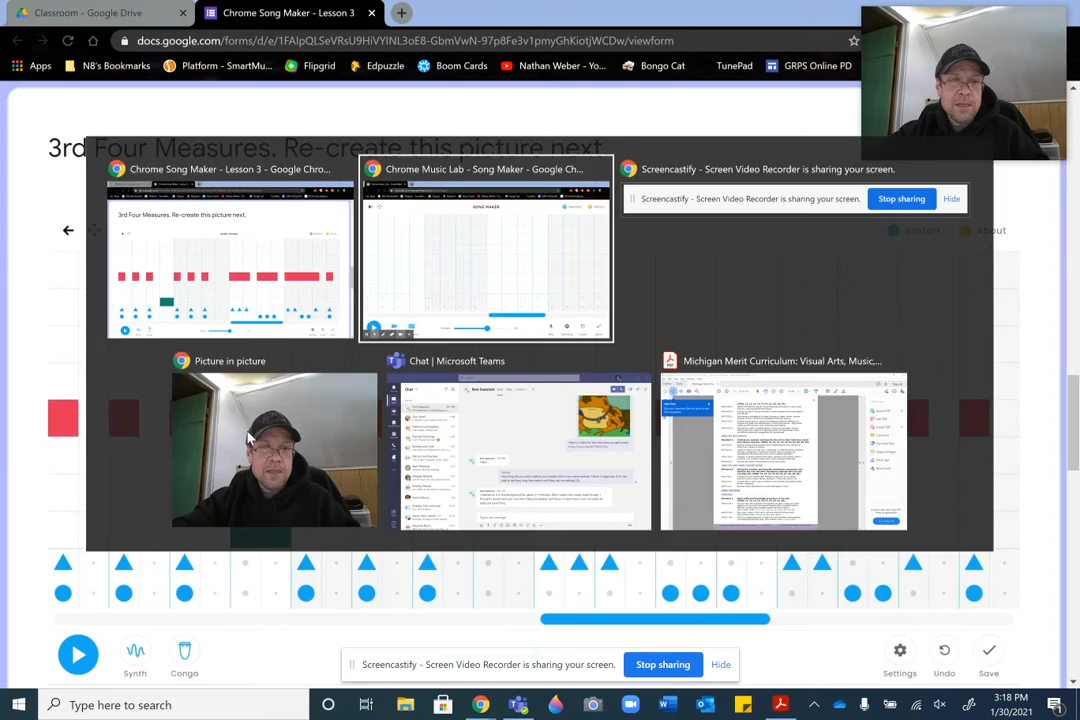 Classroom - Google Drive
Chrome Song Maker - Lesson 3
docs.google.com/forms/d/e/1FAIpQLSeVRsU9HiVYINL3oE8-GbmVwN-97p8Fe3v1pmyGhKiotjWCDw/viewform
Apps
N8's Bookmarks
Platform - SmartMu...
Flipgrid
Edpuzzle
Boom Cards
Nathan Weber - Yo...
Bongo Cat
TunePad
GRPS Online PD
3rd Four Measures. Re-create this picture next.
Chrome Song Maker - Lesson 3 - Google Chro...
Chrome Music Lab - Song Maker - Google Ch...
Screencastify - Screen Video Recorder is sharing your screen.
3rd Four Measures. Re-create this picture next.
SONG MAKER
SONG MAKER
Screencastify - Screen Video Recorder is sharing your screen.
Stop sharing
Hide
Restart
About
Picture in picture
Chat | Microsoft Teams
Michigan Merit Curriculum: Visual Arts, Music,...
Synth
Conga
Screencastify - Screen Video Recorder is sharing your screen.
Stop sharing
Hide
Settings
Undo
Save
Type here to search
3:18 PM
1/30/2021